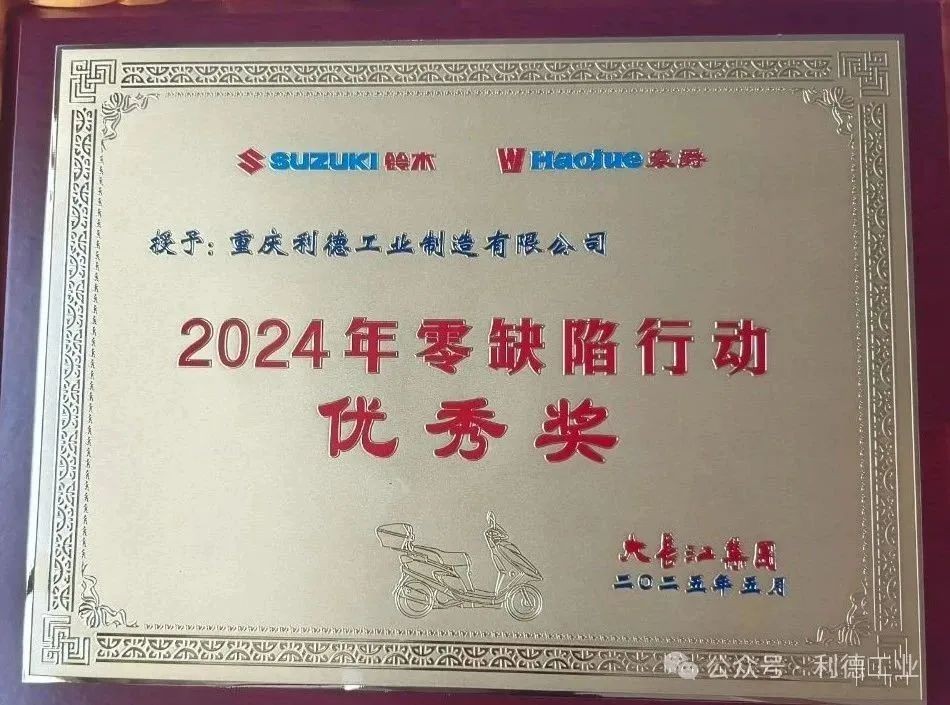 SUZUKI 鈴木 HaoJue 豪爵
授予：重庆利德工业制造有限公司
2024年零缺陷行动
优秀奖
大長江集团
二〇二五年五月
公众号·利德工业